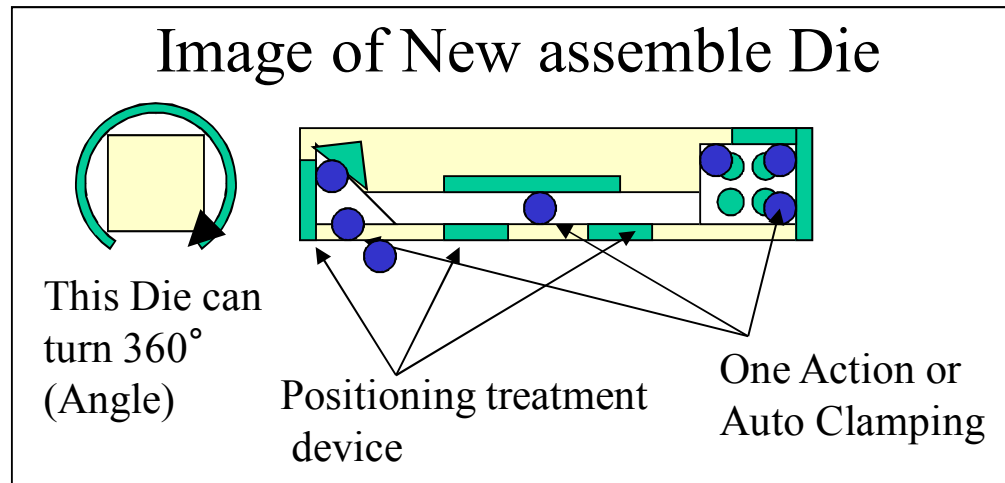 Image of New assemble Die
This Die can
turn 360°
(Angle)
Positioning treatment
device
One Action or
Auto Clamping